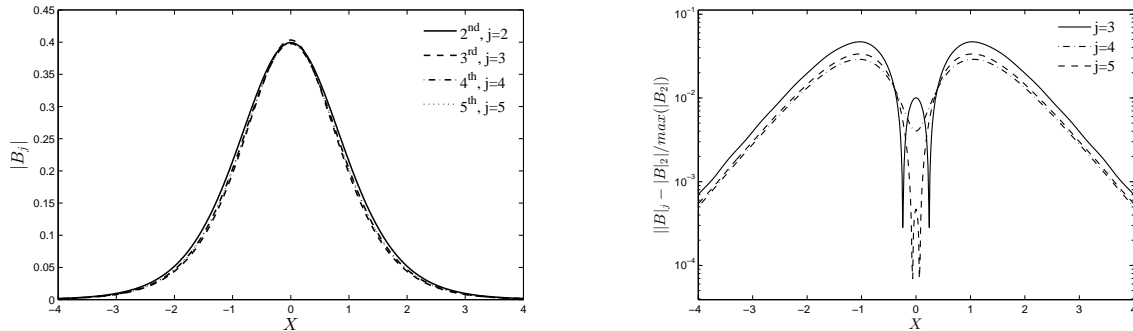 0.45
0.4
0.35
0.3
0.25
0.2
0.15
0.1
0.05
0
|B_j|
−4 −3 −2 −1 0 1 2 3 4
X
2^nd, j=2
3^rd, j=3
4^th, j=4
5^th, j=5
10^−1
10^−2
10^−3
10^−4
||B|_j − |B|_2|/max(|B_2|)
−4 −3 −2 −1 0 1 2 3 4
X
j=3
j=4
j=5